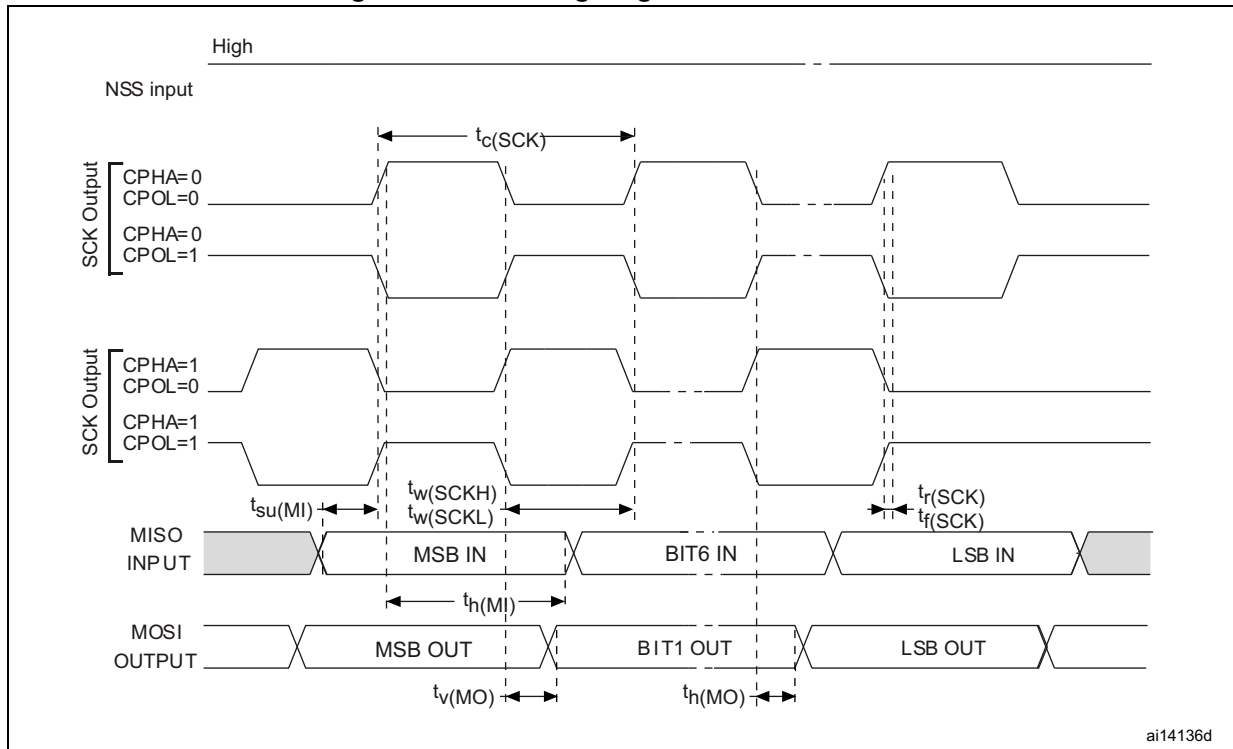 High
NSS input
tc(SCK)
SCK Output
CPHA=0
CPOL=0
CPHA=0
CPOL=1
SCK Output
CPHA=1
CPOL=0
CPHA=1
CPOL=1
tsu(MI)
tw(SCKH)
tw(SCKL)
tr(SCK)
tf(SCK)
MISO
INPUT
MSB IN
BIT6 IN
LSB IN
th(MI)
MOSI
OUTPUT
MSB OUT
BIT1 OUT
LSB OUT
tv(MO)
th(MO)
ai14136d